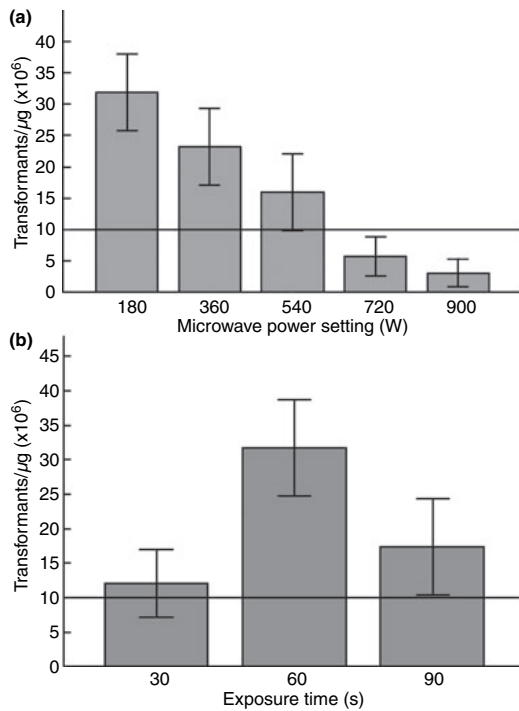 (a)
Transformants/µg (x10⁶)
40
35
30
25
20
15
10
5
0
180 360 540 720 900
Microwave power setting (W)
(b)
Transformants/µg (x10⁶)
45
40
35
30
25
20
15
10
5
0
30 60 90
Exposure time (s)